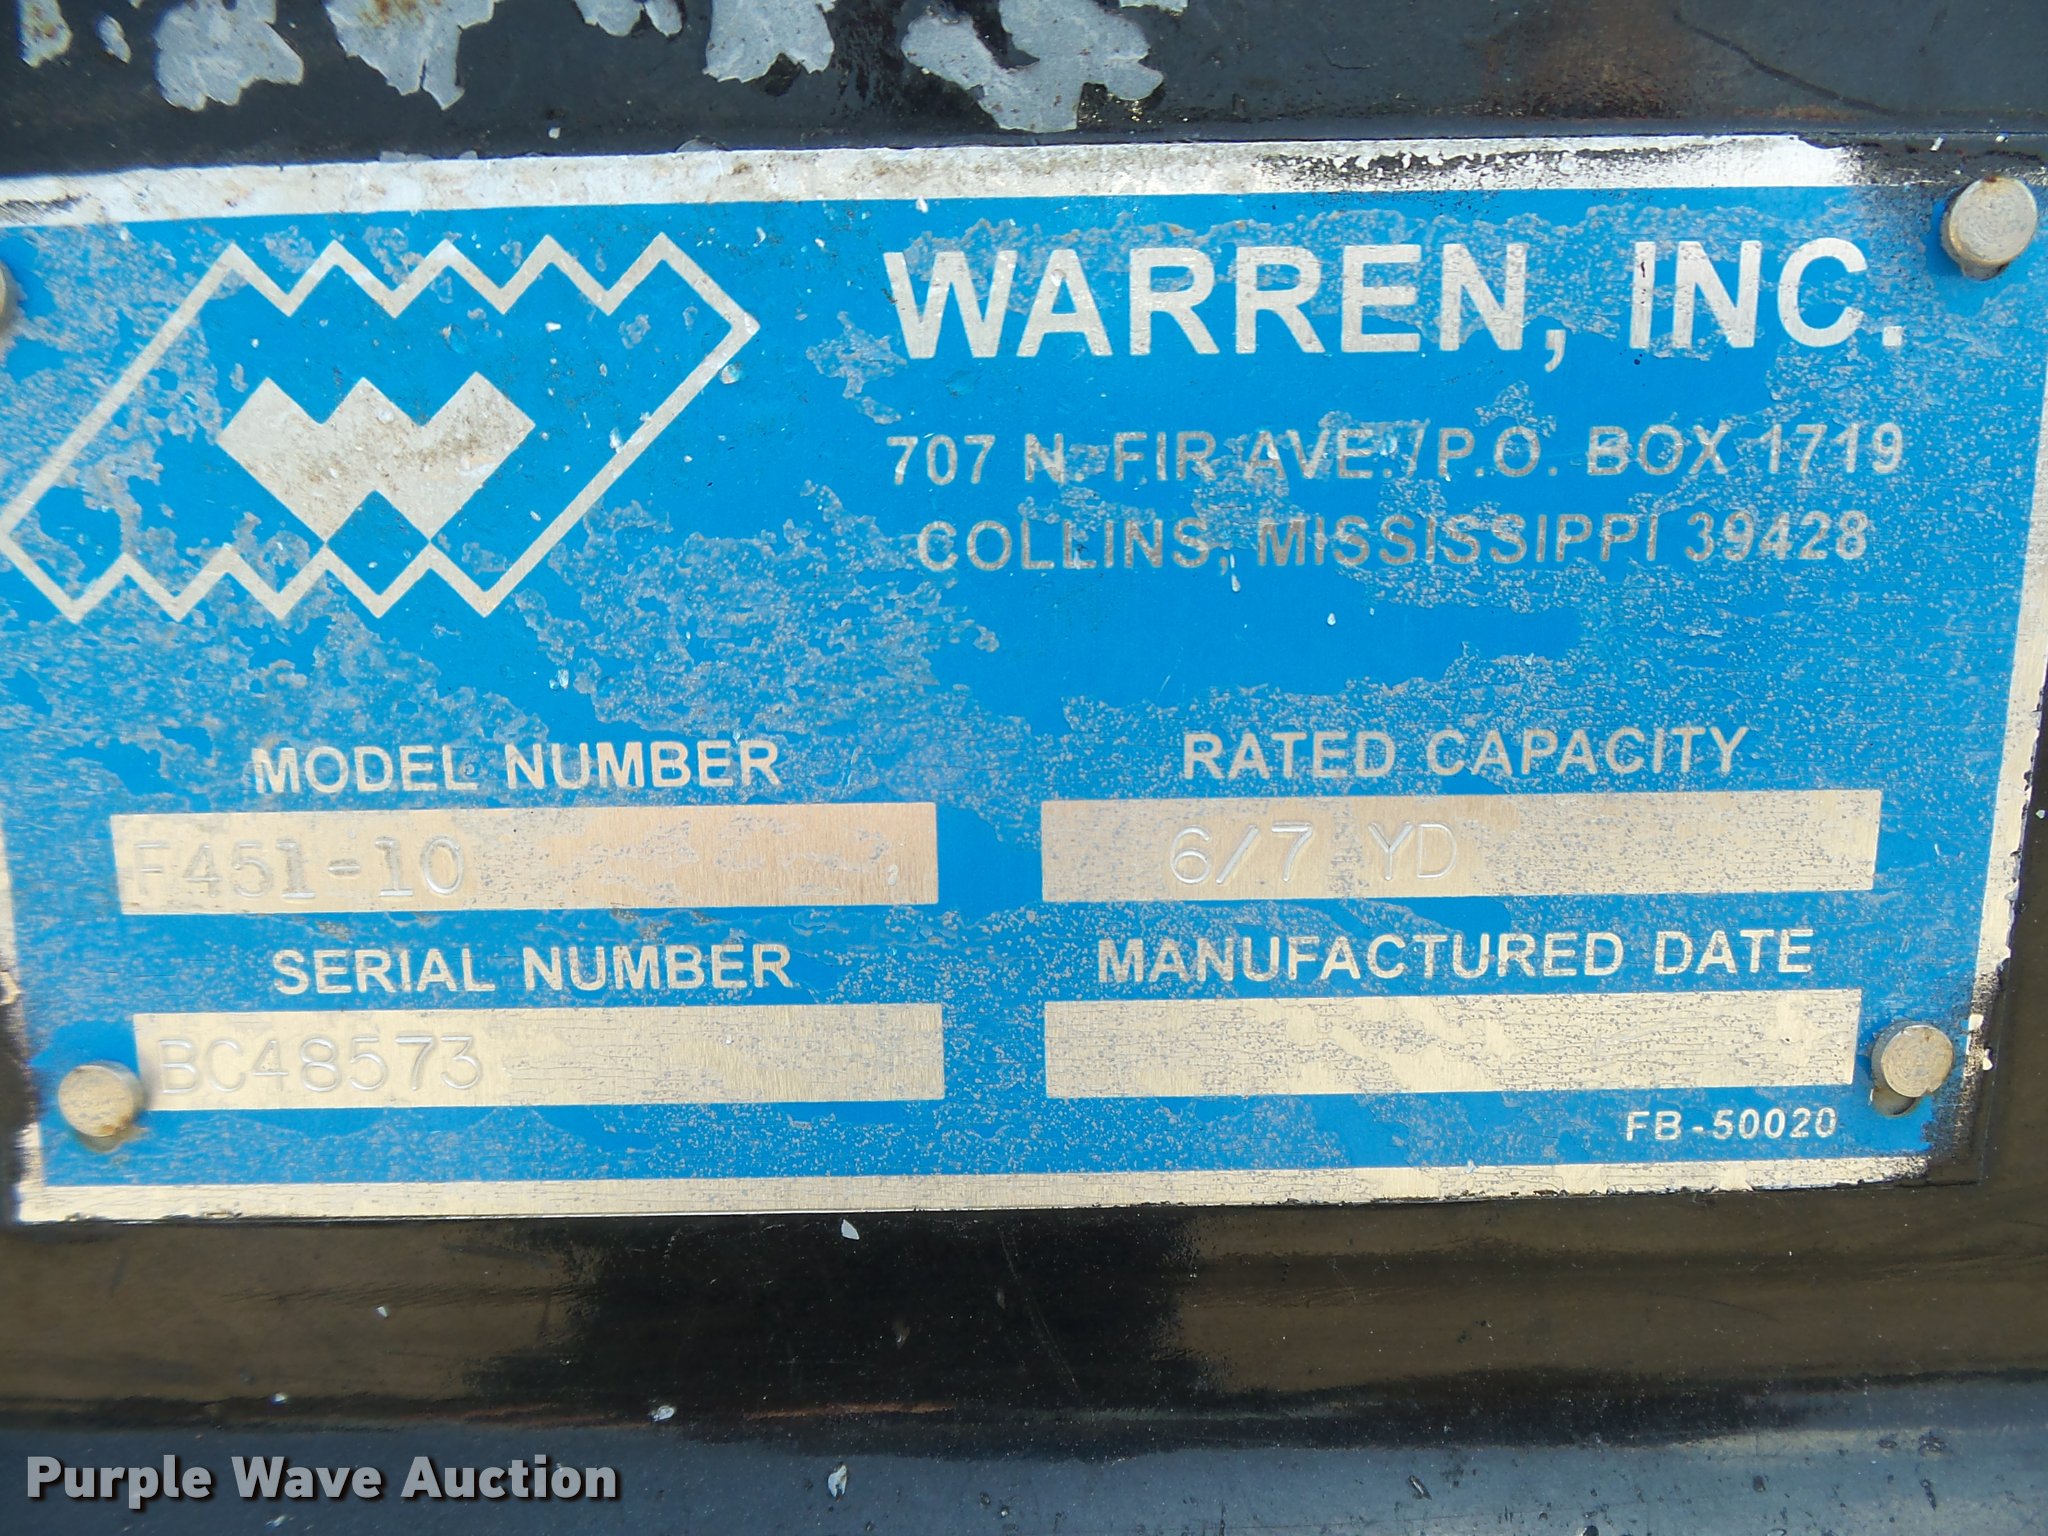 WARREN, INC.
707 N. FIR AVE. / P.O. BOX 1719
COLLINS, MISSISSIPPI 39428
MODEL NUMBER
F451-10
RATED CAPACITY
6/7 YD
SERIAL NUMBER
BC48573
MANUFACTURED DATE
FB-50020
Purple Wave Auction